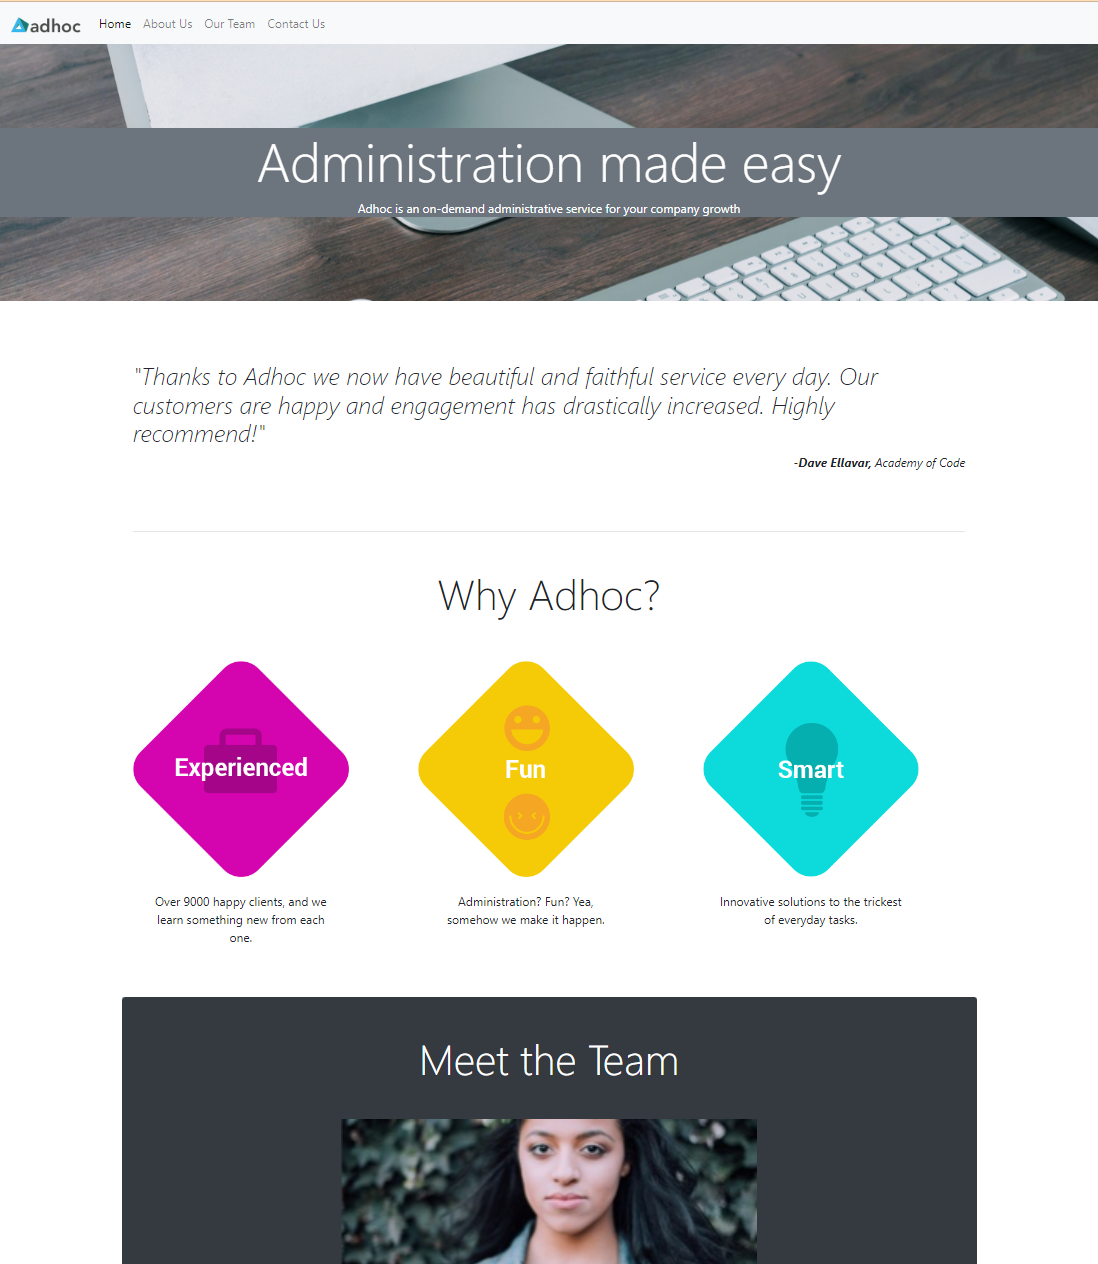 adhoc Home About Us Our Team Contact Us
Administration made easy
Adhoc is an on-demand administrative service for your company growth
"Thanks to Adhoc we now have beautiful and faithful service every day. Our
customers are happy and engagement has drastically increased. Highly
recommend!"
-Dave Ellavar, Academy of Code
Why Adhoc?
Experienced
Fun
Smart
Over 9000 happy clients, and we
learn something new from each
one.
Administration? Fun? Yea,
somehow we make it happen.
Innovative solutions to the trickest
of everyday tasks.
Meet the Team